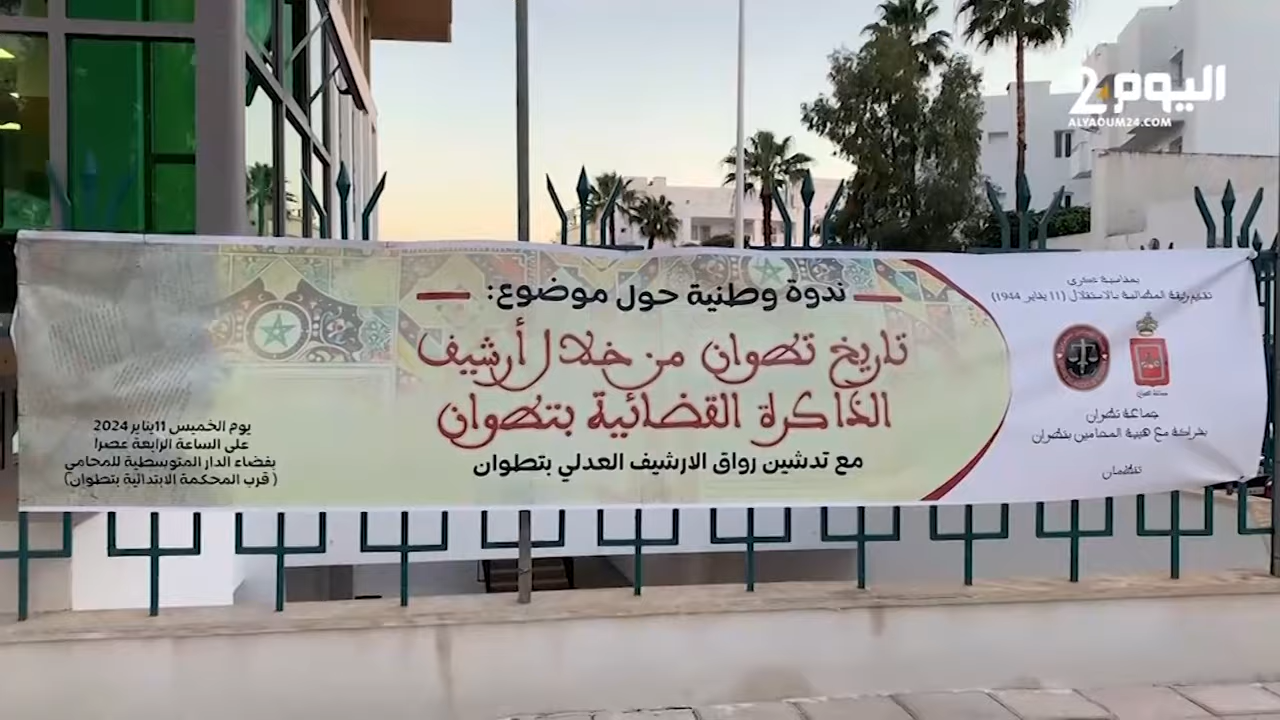 اليوم 24
ALYAOUM24.COM
بمناسبة ذكرى
تقديم وثيقة المطالبة بالاستقلال (11 يناير 1944)
جماعة تطوان
بشراكة مع هيئة المحامين بتطوان
تنظمان
ندوة وطنية حول موضوع:
تاريخ تطوان من خلال أرشيف
الذاكرة القضائية بتطوان
مع تدشين رواق الارشيف العدلي بتطوان
يوم الخميس 11يناير 2024
على الساعة الرابعة عصرا
بفضاء الدار المتوسطية للمحامي
( قرب المحكمة الابتدائية بتطوان)